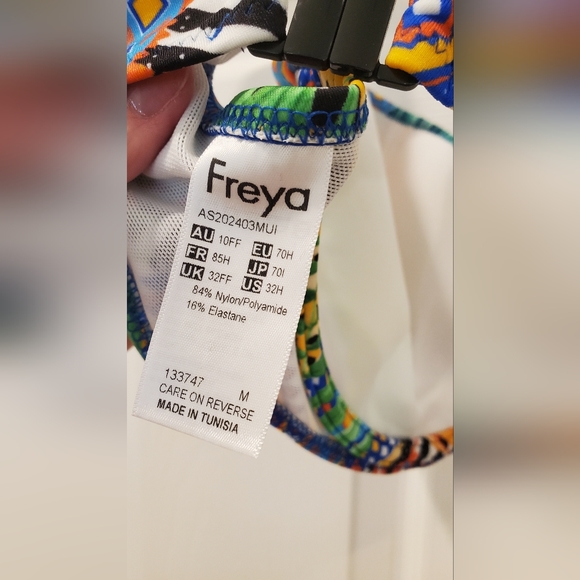 Freya
AS202403MUI
AU 10FF EU 70H
FR 85H JP 70I
UK 32FF US 32H
84% Nylon/Polyamide
16% Elastane
133747 M
CARE ON REVERSE
MADE IN TUNISIA